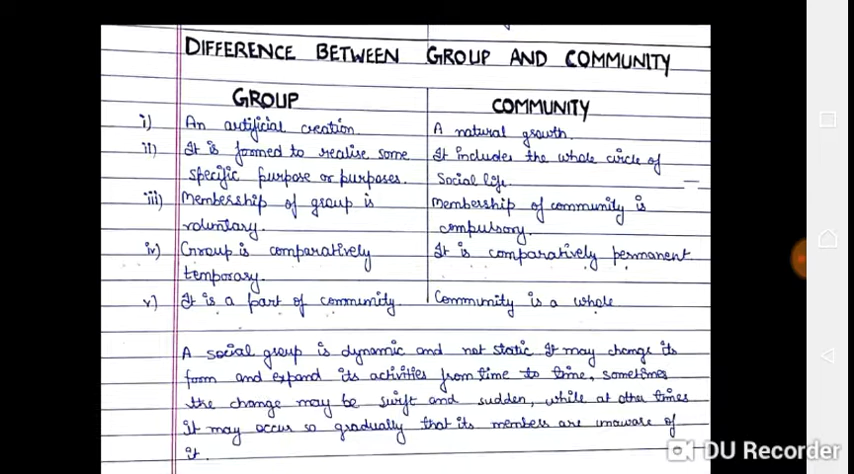 DIFFERENCE BETWEEN GROUP AND COMMUNITY
GROUP COMMUNITY
i) An artificial creation A natural growth.
ii) It is formed to realise some It includes the whole circle of
specific purpose or purposes. Social life.
iii) Membership of group is Membership of community is
voluntary. compulsory.
iv) Group is comparatively It is comparatively permanent
temporary.
v) It is a part of community. Community is a whole
A social group is dynamic and not static It may change its
form and expand its activities from time to time, sometimes
the change may be swift and sudden, while at other times
it may occur so gradually that its members are unaware of
it.
DU Recorder